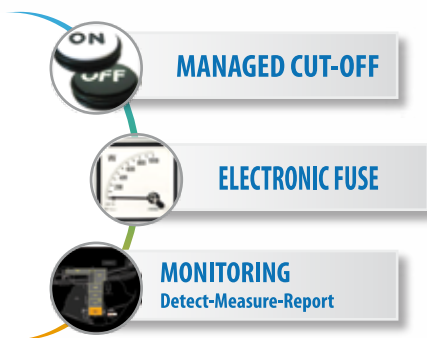 ON
OFF
MANAGED CUT-OFF
ELECTRONIC FUSE
MONITORING
Detect-Measure-Report